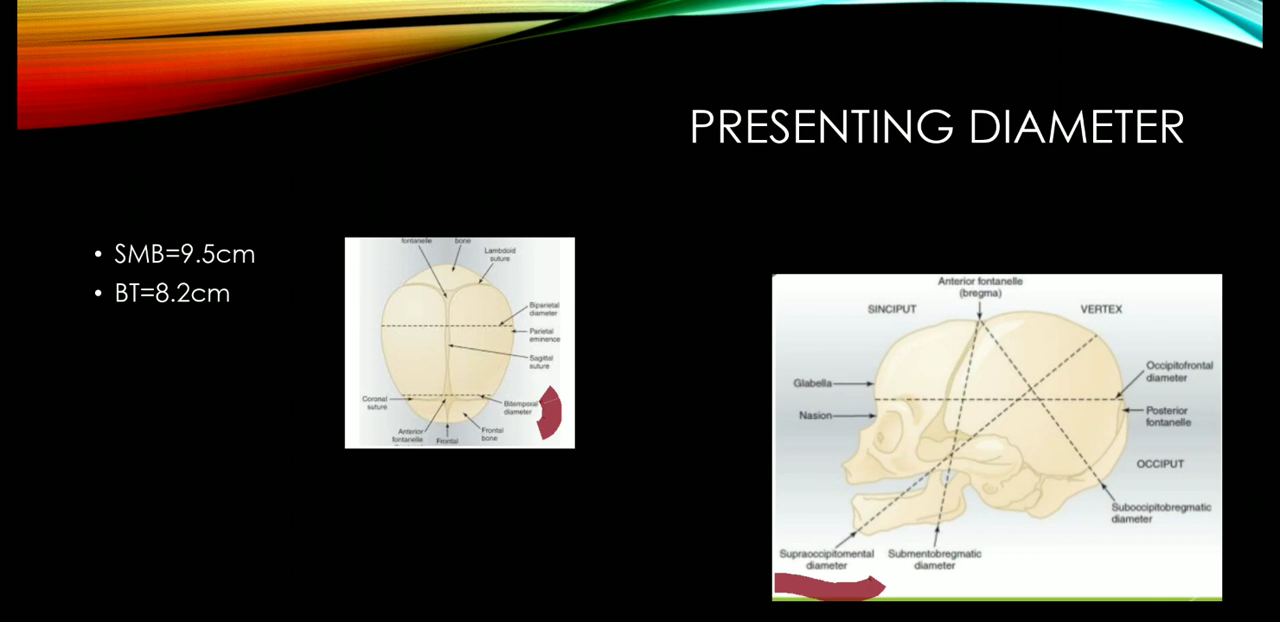 PRESENTING DIAMETER
• SMB=9.5cm
• BT=8.2cm
fontanelle
bone
Lambdoid
suture
Biparietal
diameter
Parietal
eminence
Sagittal
suture
Coronal
suture
Bitemporal
diameter
Anterior
fontanelle
Frontal
Frontal
bone
Anterior fontanelle
(bregma)
SINCIPUT
VERTEX
Glabella
Nasion
Occipitofrontal
diameter
Posterior
fontanelle
OCCIPUT
Suboccipitobregmatic
diameter
Supraoccipitomental
diameter
Submentobregmatic
diameter